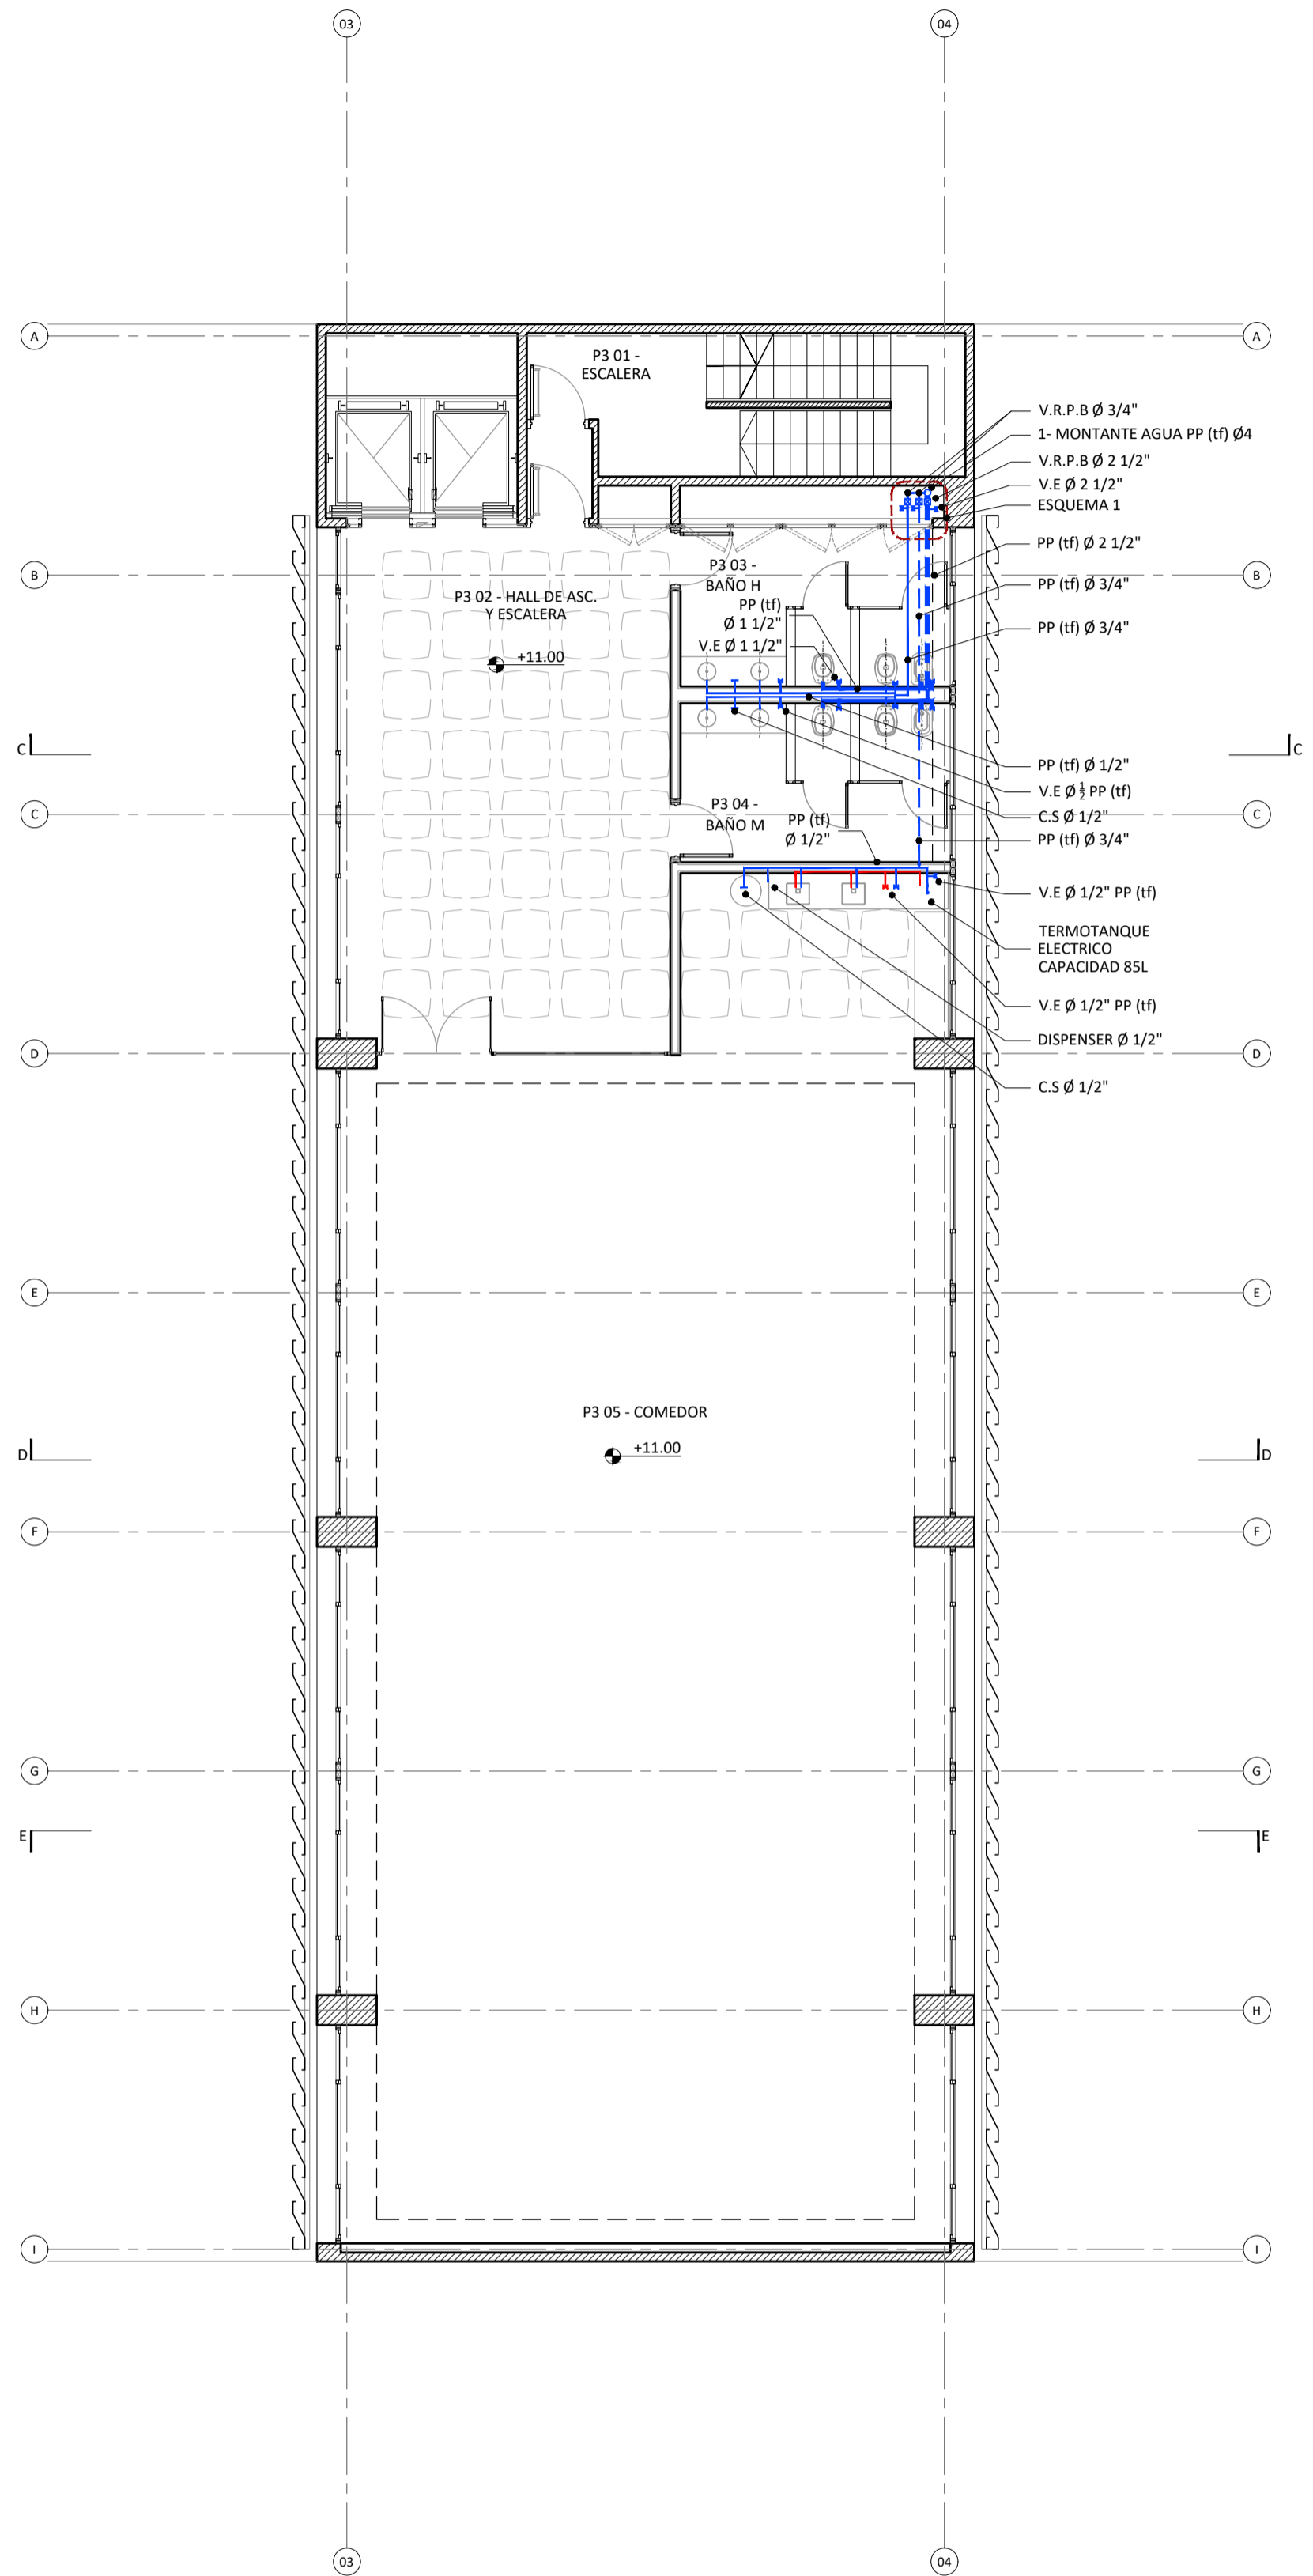 03
04
A
A
P3 01 -
ESCALERA
V.R.P.B Ø 3/4"
1- MONTANTE AGUA PP (tf) Ø4
V.R.P.B Ø 2 1/2"
V.E Ø 2 1/2"
ESQUEMA 1
PP (tf) Ø 2 1/2"
B
B
P3 03 -
BAÑO H
PP (tf) Ø 3/4"
P3 02 - HALL DE ASC.
Y ESCALERA
PP (tf)
Ø 1 1/2"
PP (tf) Ø 3/4"
V.E Ø 1 1/2"
+11.00
C
C
PP (tf) Ø 1/2"
V.E Ø ½ PP (tf)
P3 04 -
BAÑO M
C.S Ø 1/2"
C
C
PP (tf)
Ø 1/2"
PP (tf) Ø 3/4"
V.E Ø 1/2" PP (tf)
TERMOTANQUE
ELECTRICO
CAPACIDAD 85L
V.E Ø 1/2" PP (tf)
DISPENSER Ø 1/2"
D
D
C.S Ø 1/2"
E
E
P3 05 - COMEDOR
+11.00
D
D
F
F
G
G
E
E
H
H
I
I
03
04